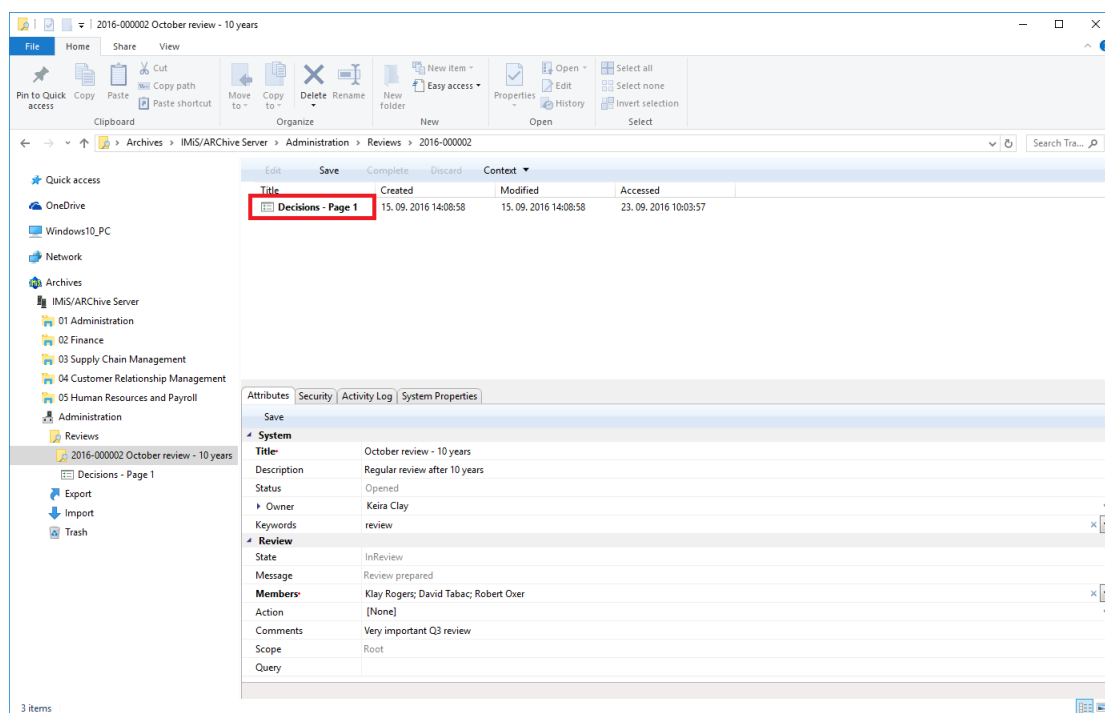 2016-000002 October review - 10 years
File Home Share View
Pin to Quick access
Copy
Paste
Cut
Copy path
Paste shortcut
Clipboard
Move to
Copy to
Delete
Rename
Organize
New folder
New item
Easy access
New
Properties
Open
Edit
History
Open
Select all
Select none
Invert selection
Select
Archives > IMiS/ARChive Server > Administration > Reviews > 2016-000002
Search Tra...
Quick access
OneDrive
Windows10_PC
Network
Archives
IMiS/ARChive Server
01 Administration
02 Finance
03 Supply Chain Management
04 Customer Relationship Management
05 Human Resources and Payroll
Administration
Reviews
2016-000002 October review - 10 years
Decisions - Page 1
Export
Import
Trash
Edit Save Complete Discard Context
Title Created Modified Accessed
Decisions - Page 1 15. 09. 2016 14:08:58 15. 09. 2016 14:08:58 23. 09. 2016 10:03:57
Attributes Security Activity Log System Properties
Save
System
Title• October review - 10 years
Description Regular review after 10 years
Status Opened
Owner Keira Clay
Keywords review
Review
State InReview
Message Review prepared
Members• Klay Rogers; David Tabac; Robert Oxer
Action [None]
Comments Very important Q3 review
Scope Root
Query
3 items